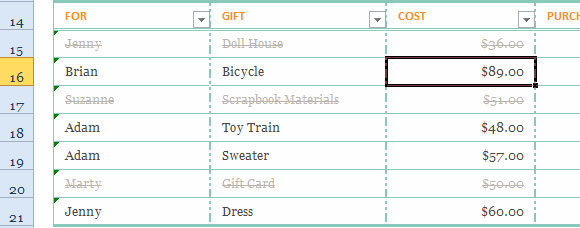 14 FOR GIFT COST PURCH
15 Jenny Doll House $36.00
16 Brian Bicycle $89.00
17 Suzanne Scrapbook Materials $51.00
18 Adam Toy Train $48.00
19 Adam Sweater $57.00
20 Marty Gift Card $50.00
21 Jenny Dress $60.00